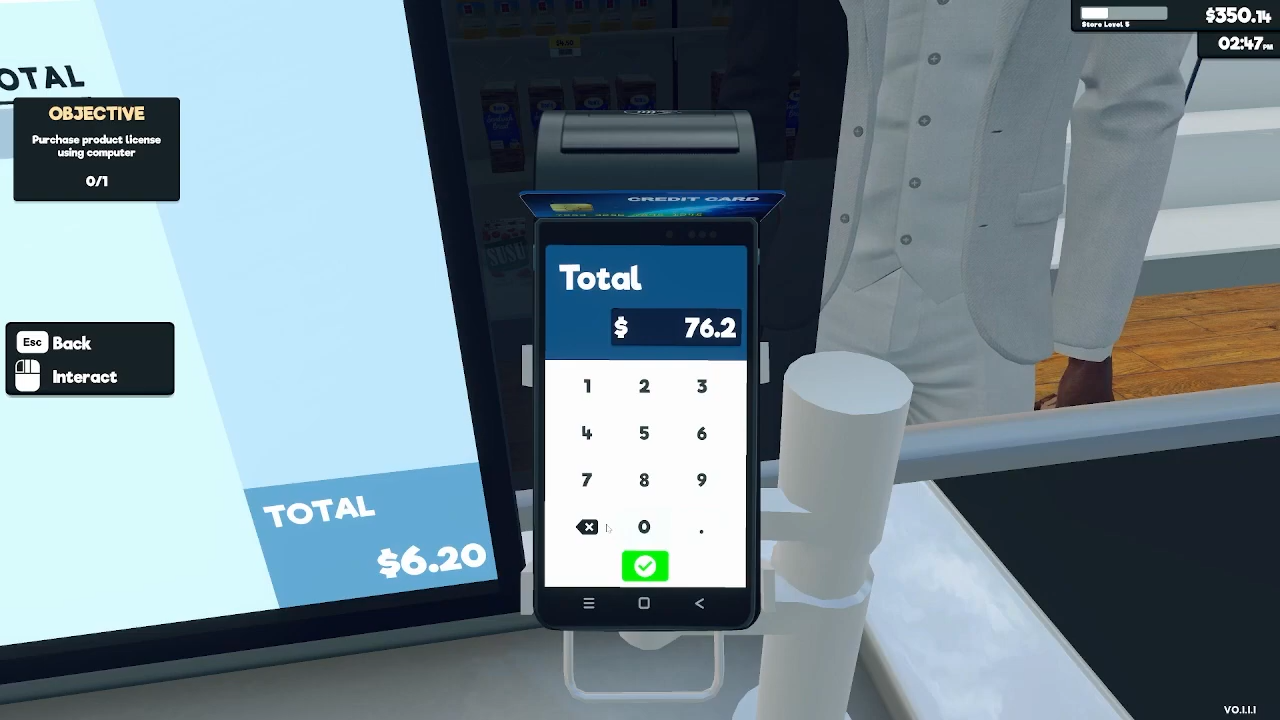 $350.14
Store Level 5
02:47PM
OTAL
OBJECTIVE
Purchase product license
using computer
0/1
Esc Back
Interact
TOTAL
$6.20
CREDIT CARD
Total
$ 76.2
1 2 3
4 5 6
7 8 9
0 .
SUSU
V0.1.1.1